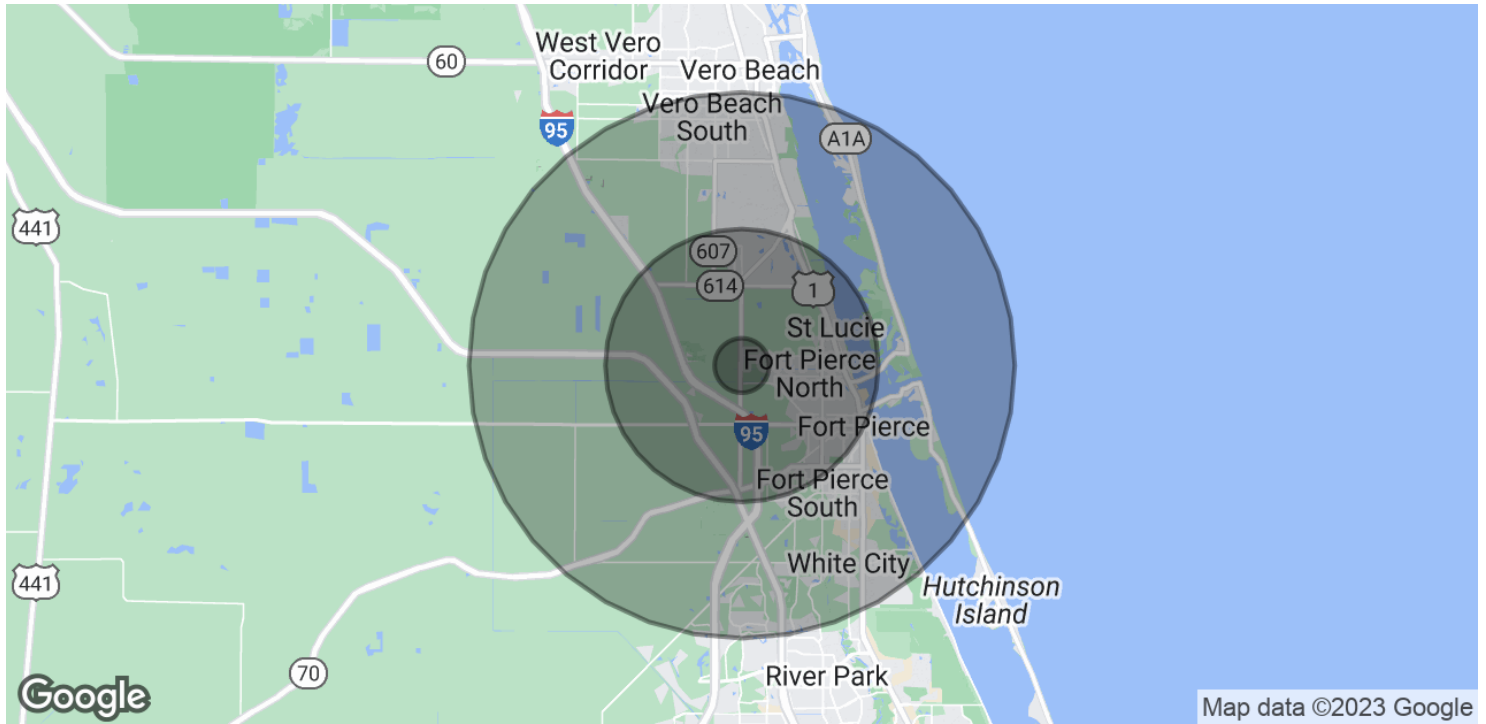 West Vero
Corridor
60
Vero Beach
Vero Beach
South
95
A1A
441
607
614
1
St Lucie
Fort Pierce
North
Fort Pierce
95
Fort Pierce
South
White City
441
Hutchinson
Island
70
River Park
Google
Map data ©2023 Google